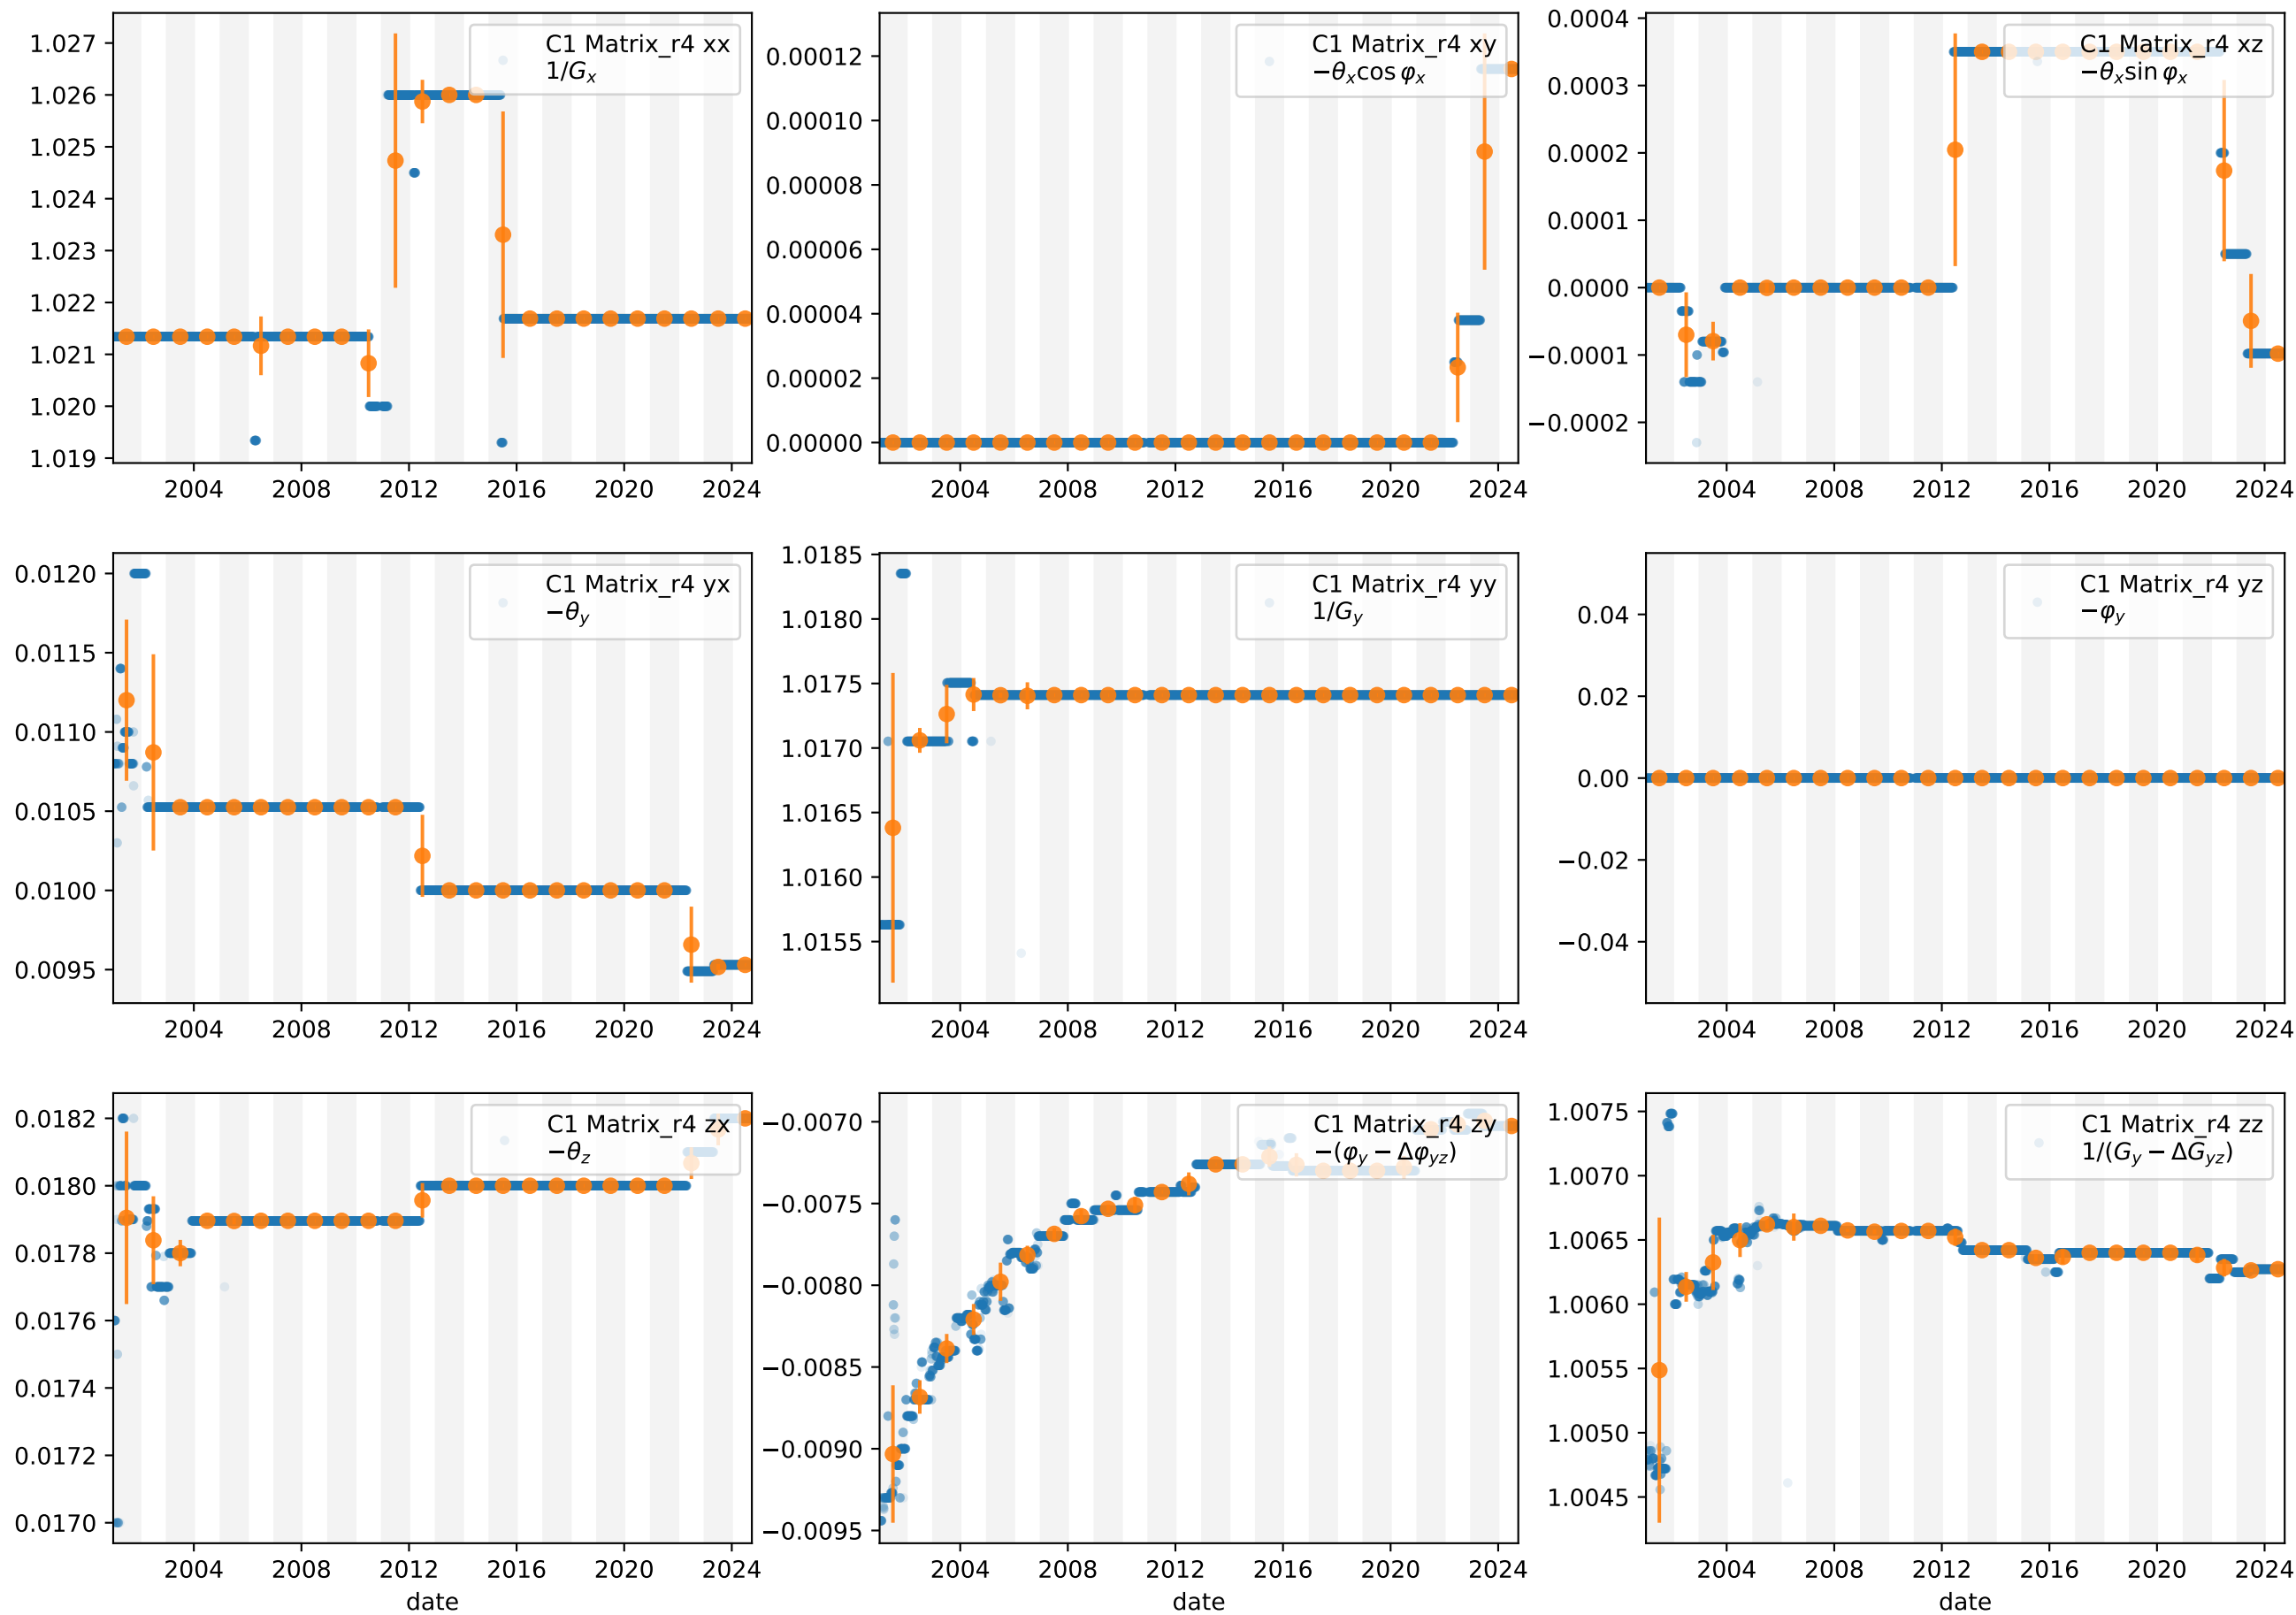 1.027
1.026
1.025
1.024
1.023
1.022
1.021
1.020
1.019
C1 Matrix_r4 xx
1/G_x
2004 2008 2012 2016 2020 2024
0.00012
0.00010
0.00008
0.00006
0.00004
0.00002
0.00000
C1 Matrix_r4 xy
−θ_x cos φ_x
2004 2008 2012 2016 2020 2024
0.0004
0.0003
0.0002
0.0001
0.0000
−0.0001
−0.0002
C1 Matrix_r4 xz
−θ_x sin φ_x
2004 2008 2012 2016 2020 2024
0.0120
0.0115
0.0110
0.0105
0.0100
0.0095
C1 Matrix_r4 yx
−θ_y
2004 2008 2012 2016 2020 2024
1.0185
1.0180
1.0175
1.0170
1.0165
1.0160
1.0155
C1 Matrix_r4 yy
1/G_y
2004 2008 2012 2016 2020 2024
0.04
0.02
0.00
−0.02
−0.04
C1 Matrix_r4 yz
−φ_y
2004 2008 2012 2016 2020 2024
0.0182
0.0180
0.0178
0.0176
0.0174
0.0172
0.0170
C1 Matrix_r4 zx
−θ_z
2004 2008 2012 2016 2020 2024
date
−0.0070
−0.0075
−0.0080
−0.0085
−0.0090
−0.0095
C1 Matrix_r4 zy
−(φ_y − Δφ_yz)
2004 2008 2012 2016 2020 2024
date
1.0075
1.0070
1.0065
1.0060
1.0055
1.0050
1.0045
C1 Matrix_r4 zz
1/(G_y − ΔG_yz)
2004 2008 2012 2016 2020 2024
date